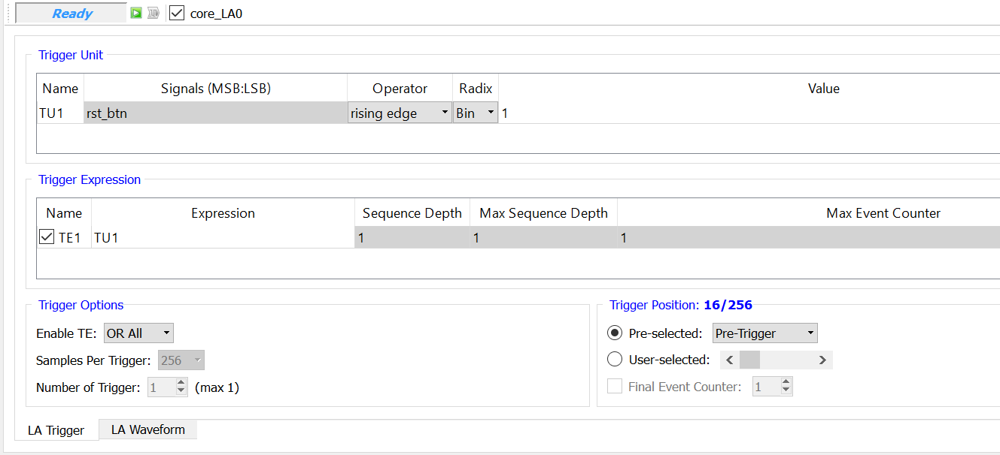 Ready core_LA0
Trigger Unit
Name Signals (MSB:LSB) Operator Radix Value
TU1 rst_btn rising edge Bin 1
Trigger Expression
Name Expression Sequence Depth Max Sequence Depth Max Event Counter
TE1 TU1 1 1 1
Trigger Options
Enable TE: OR All
Samples Per Trigger: 256
Number of Trigger: 1 (max 1)
Trigger Position: 16/256
Pre-selected: Pre-Trigger
User-selected:
Final Event Counter: 1
LA Trigger LA Waveform